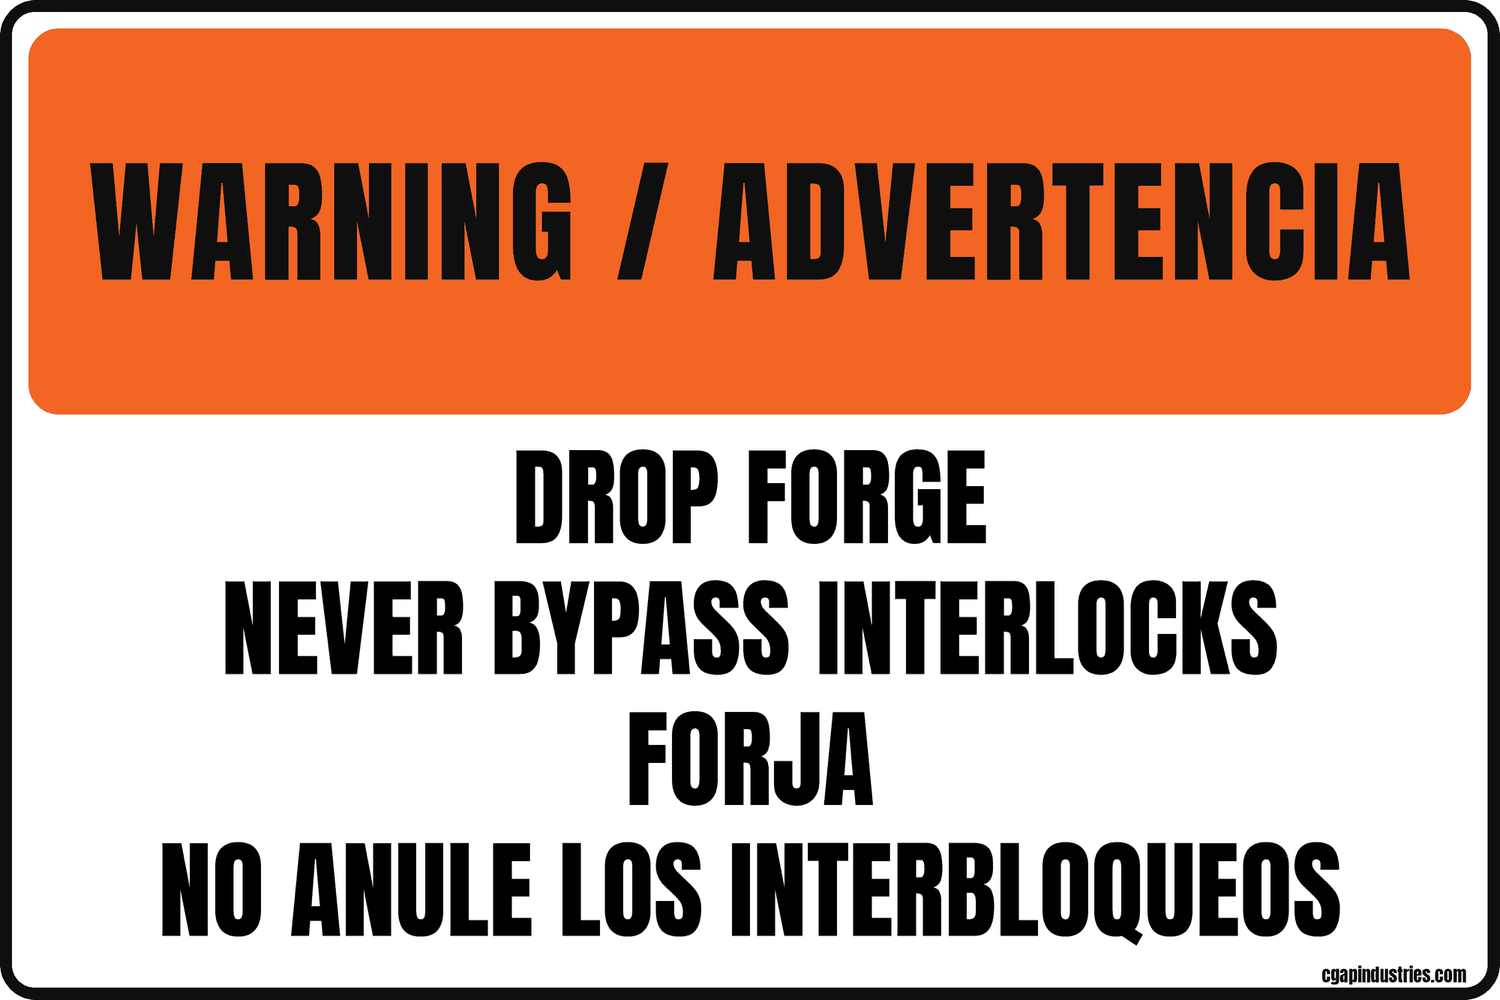 WARNING / ADVERTENCIA
DROP FORGE
NEVER BYPASS INTERLOCKS
FORJA
NO ANULE LOS INTERBLOQUEOS
cgapindustries.com